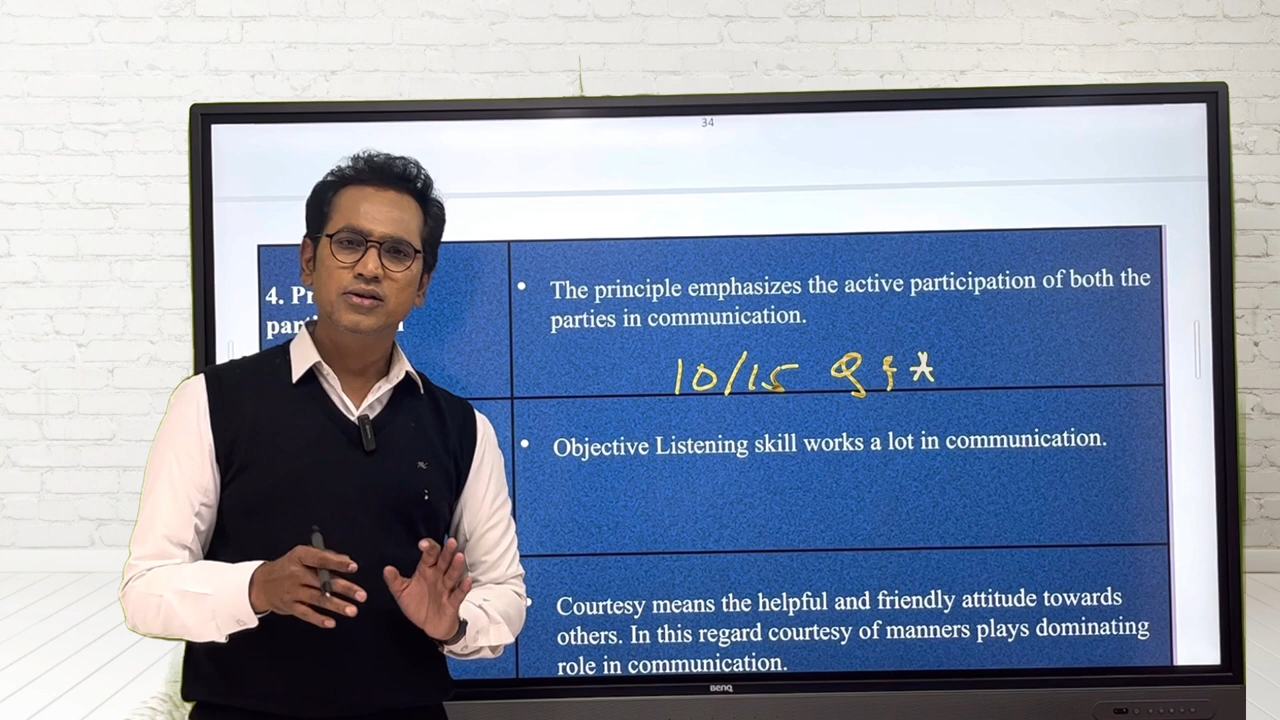 34
4. Pr
par
The principle emphasizes the active participation of both the
parties in communication.
10/15 Q & A
• Objective Listening skill works a lot in communication.
Courtesy means the helpful and friendly attitude towards
others. In this regard courtesy of manners plays dominating
role in communication.
BenQ